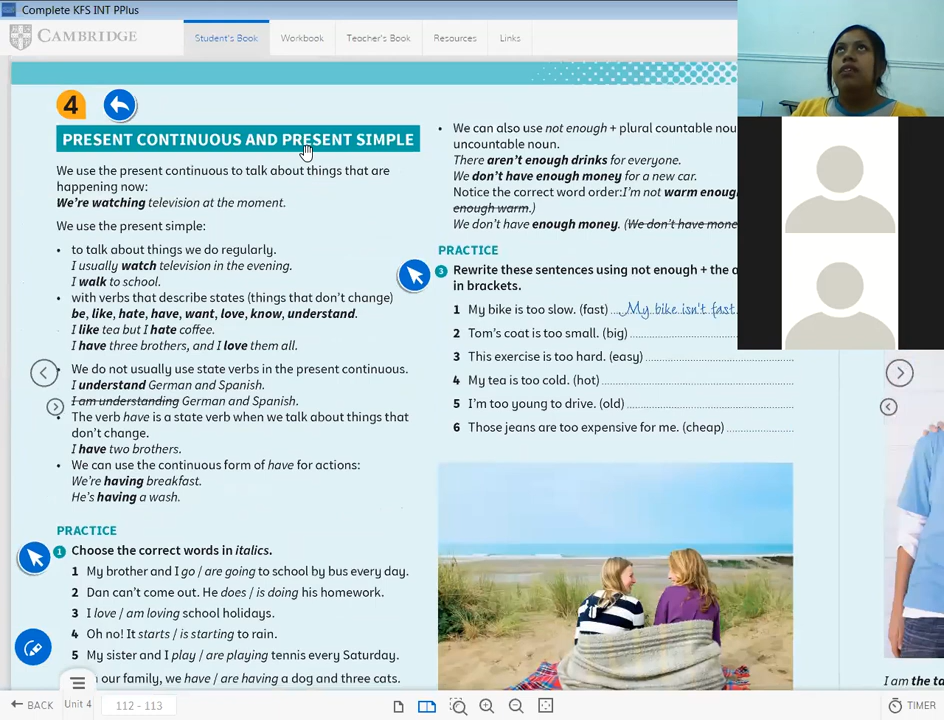 Complete KFS INT PPlus
CAMBRIDGE
Student's Book
Workbook
Teacher's Book
Resources
Links
4
PRESENT CONTINUOUS AND PRESENT SIMPLE
We use the present continuous to talk about things that are
happening now:
We're watching television at the moment.
We use the present simple:
• to talk about things we do regularly.
I usually watch television in the evening.
I walk to school.
• with verbs that describe states (things that don't change)
be, like, hate, have, want, love, know, understand.
I like tea but I hate coffee.
I have three brothers, and I love them all.
• We do not usually use state verbs in the present continuous.
I understand German and Spanish.
I am understanding German and Spanish.
• The verb have is a state verb when we talk about things that
don't change.
I have two brothers.
• We can use the continuous form of have for actions:
We're having breakfast.
He's having a wash.
PRACTICE
1 Choose the correct words in italics.
1 My brother and I go / are going to school by bus every day.
2 Dan can't come out. He does / is doing his homework.
3 I love / am loving school holidays.
4 Oh no! It starts / is starting to rain.
5 My sister and I play / are playing tennis every Saturday.
our family, we have / are having a dog and three cats.
• We can also use not enough + plural countable nou
uncountable noun.
There aren't enough drinks for everyone.
We don't have enough money for a new car.
Notice the correct word order:I'm not warm enoug
enough warm.)
We don't have enough money. (We don't have mone
PRACTICE
3 Rewrite these sentences using not enough + the a
in brackets.
1 My bike is too slow. (fast) My bike isn't fast
2 Tom's coat is too small. (big)
3 This exercise is too hard. (easy)
4 My tea is too cold. (hot)
5 I'm too young to drive. (old)
6 Those jeans are too expensive for me. (cheap)
I am the ta
BACK
Unit 4
112 - 113
TIMER